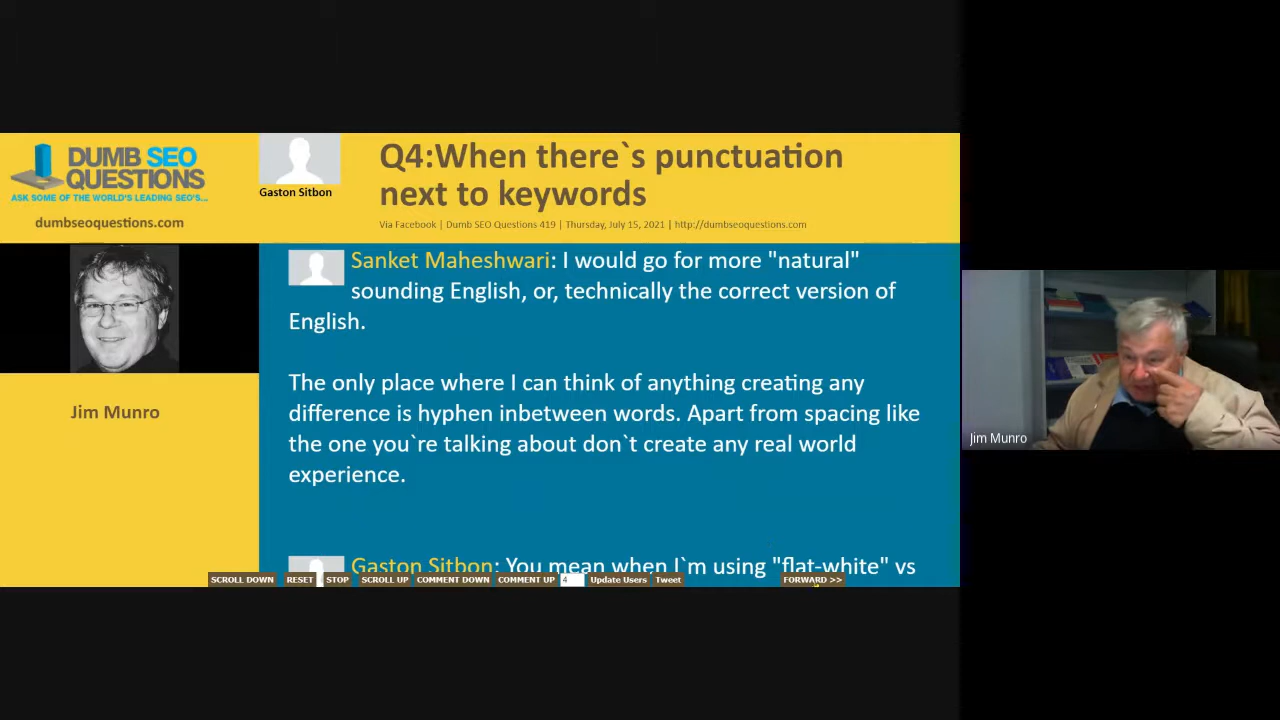 DUMB SEO
QUESTIONS
ASK SOME OF THE WORLD'S LEADING SEO'S...
dumbseoquestions.com
Gaston Sitbon
Q4:When there`s punctuation
next to keywords
Via Facebook | Dumb SEO Questions 419 | Thursday, July 15, 2021 | http://dumbseoquestions.com
Jim Munro
Sanket Maheshwari: I would go for more "natural"
sounding English, or, technically the correct version of
English.
The only place where I can think of anything creating any
difference is hyphen inbetween words. Apart from spacing like
the one you`re talking about don`t create any real world
experience.
Gaston Sitbon: You mean when I`m using "flat-white" vs
SCROLL DOWN RESET STOP SCROLL UP COMMENT DOWN COMMENT UP 4 Update Users Tweet FORWARD >>
Jim Munro